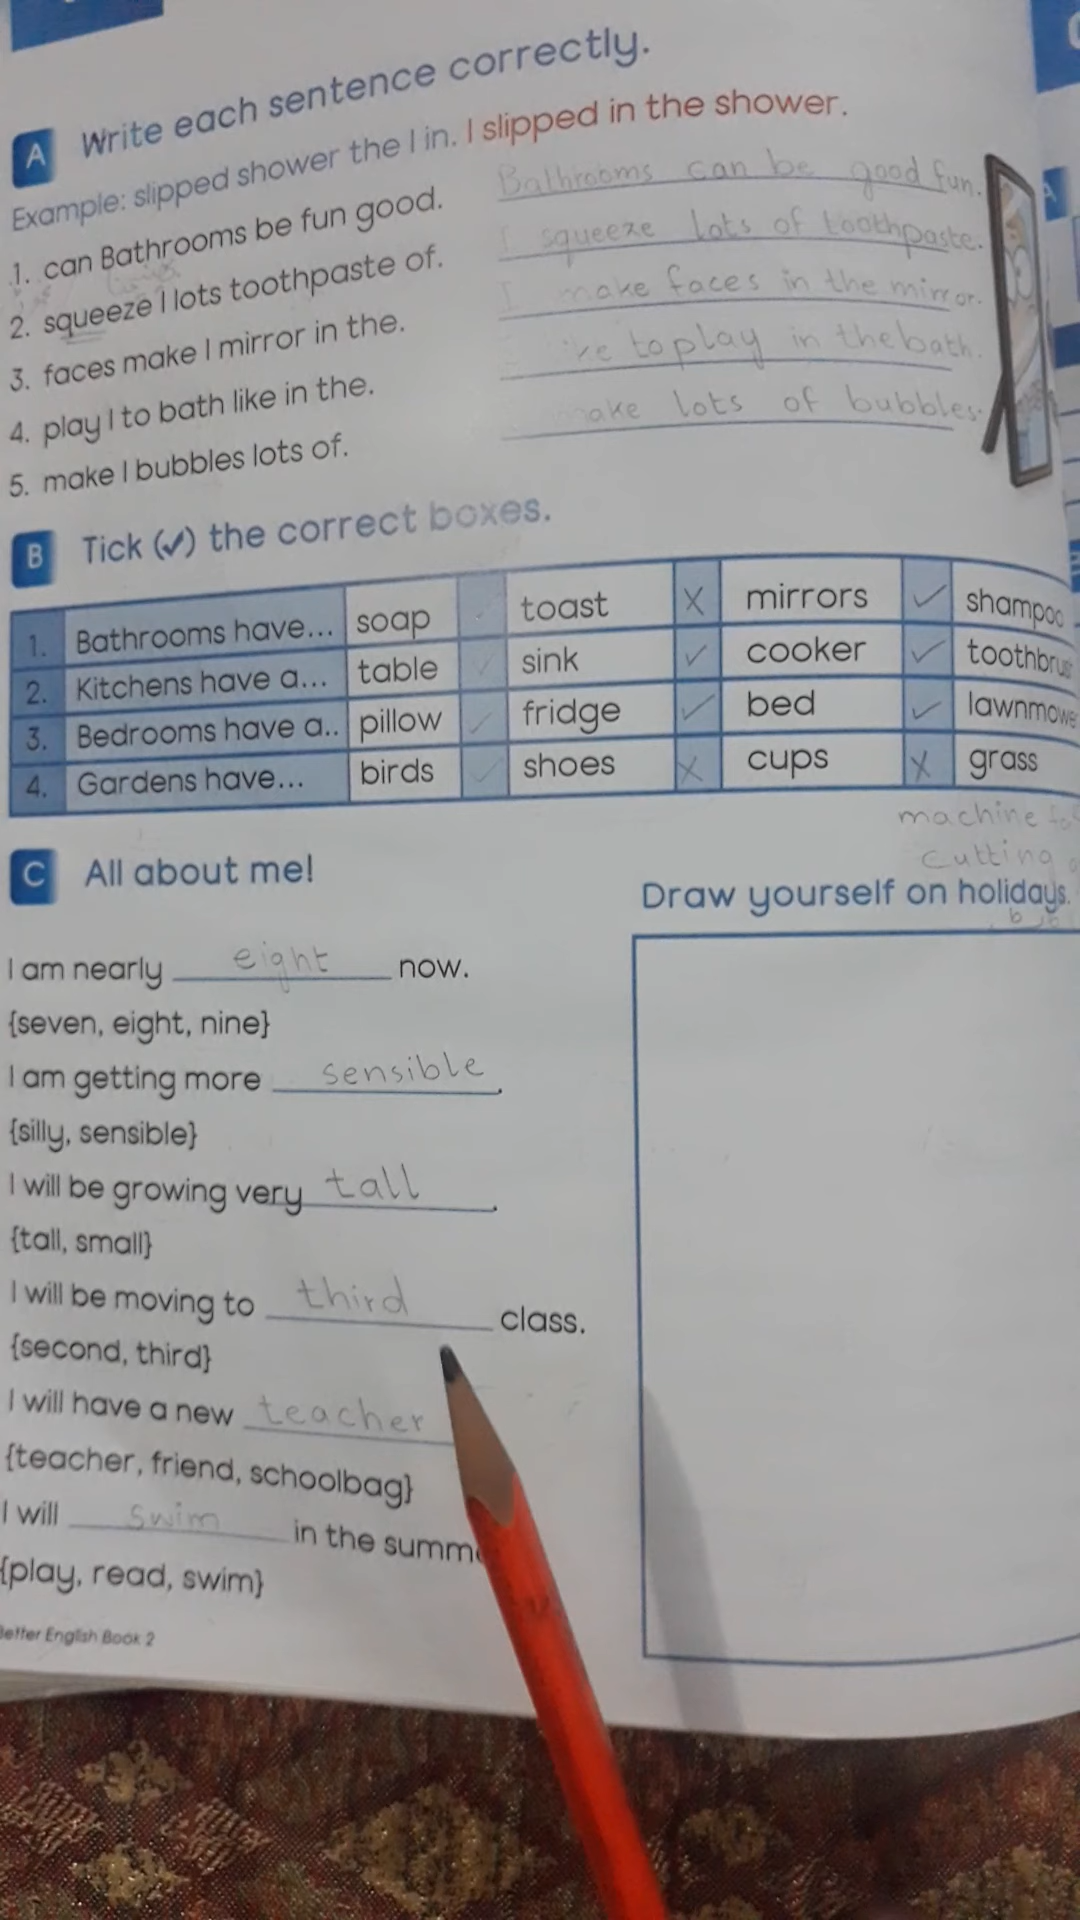 A Write each sentence correctly.
Example: slipped shower the I in. I slipped in the shower.
1. can Bathrooms be fun good. Bathrooms can be good fun.
2. squeeze I lots toothpaste of. I squeeze lots of toothpaste.
3. faces make I mirror in the. I make faces in the mirror.
4. play I to bath like in the. to play in the bath.
5. make I bubbles lots of. make lots of bubbles.
B Tick (✓) the correct boxes.
1. Bathrooms have... soap ✓ toast X mirrors ✓ shampoo
2. Kitchens have a... table ✓ sink ✓ cooker ✓ toothbrus
3. Bedrooms have a.. pillow ✓ fridge ✓ bed ✓ lawnmowe
4. Gardens have... birds ✓ shoes X cups X grass
machine
cutting
C All about me!
Draw yourself on holidays.
I am nearly eight now.
{seven, eight, nine}
I am getting more sensible.
{silly, sensible}
I will be growing very tall.
{tall, small}
I will be moving to third class.
{second, third}
I will have a new teacher
{teacher, friend, schoolbag}
I will swim in the summ
{play, read, swim}
Better English Book 2